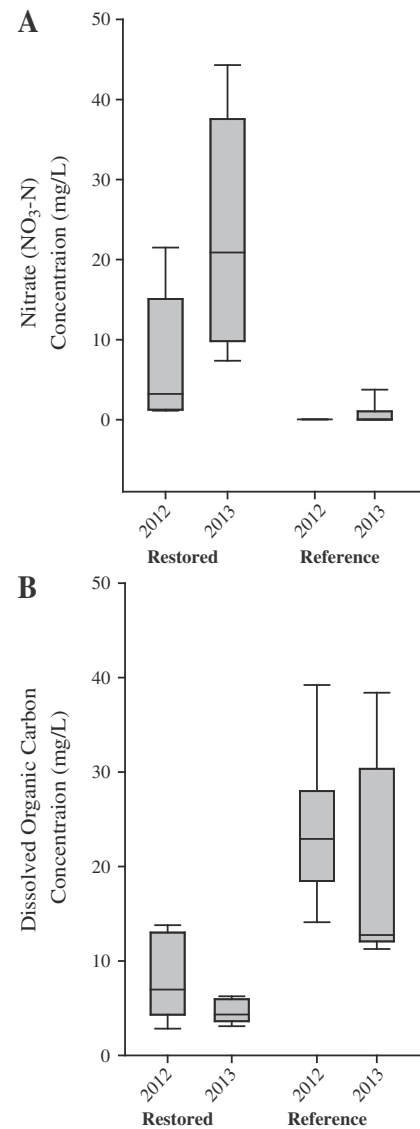 A
50
40
30
20
10
0
Nitrate (NO₃-N)
Concentraion (mg/L)
2012
2013
2012
2013
Restored
Reference
B
50
40
30
20
10
0
Dissolved Organic Carbon
Concentraion (mg/L)
2012
2013
2012
2013
Restored
Reference